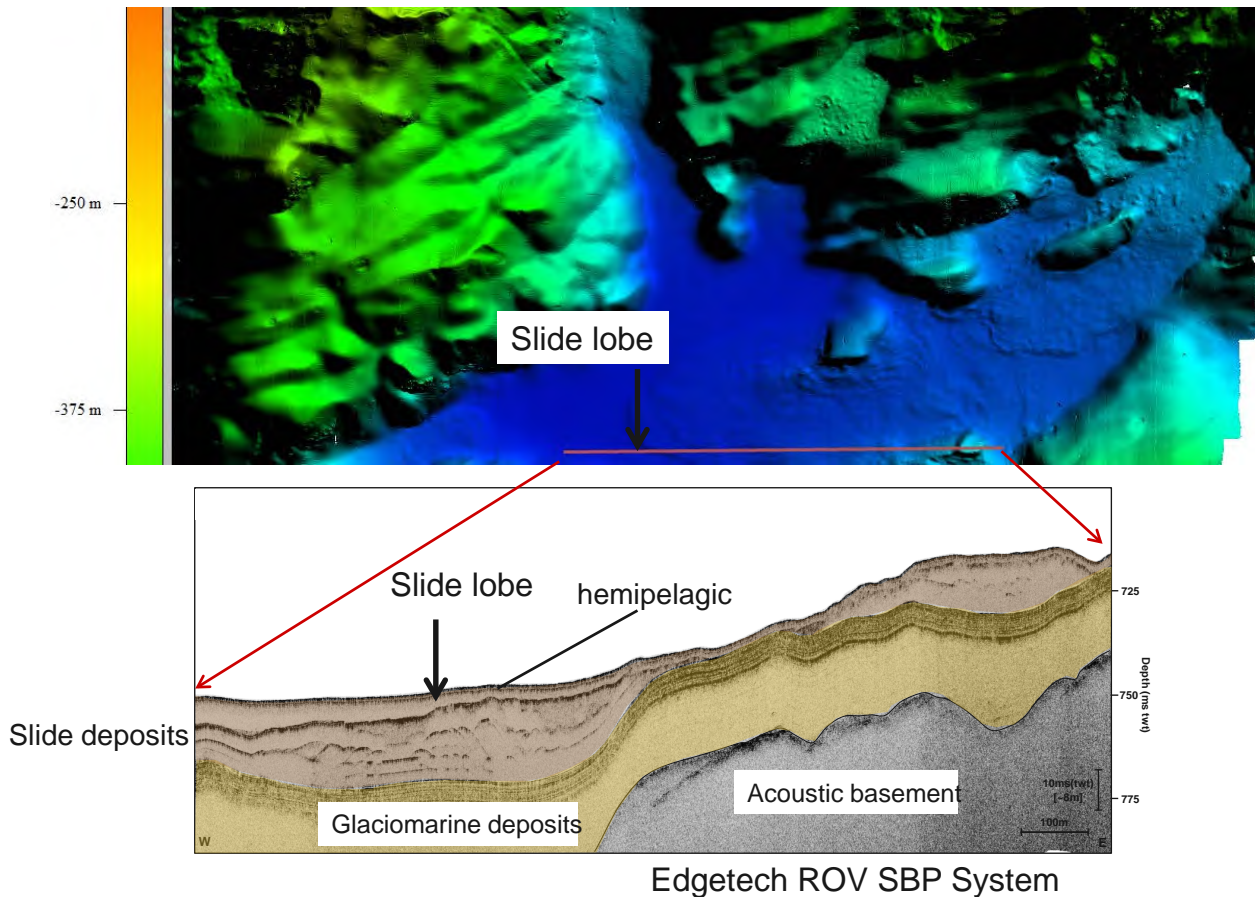 -250 m
Slide lobe
-375 m
Slide lobe
hemipelagic
725
Depth (ms twt)
750
Slide deposits
10ms(twt)
[~8m]
Acoustic basement
775
Glaciomarine deposits
100m
W
E
Edgetech ROV SBP System